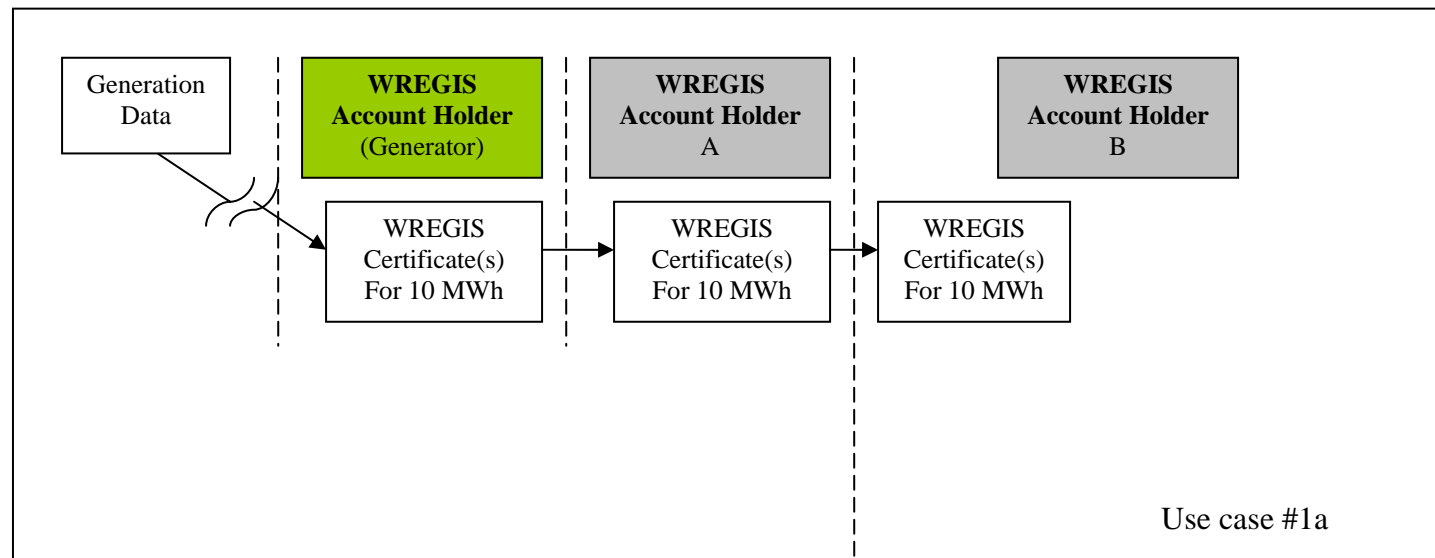 Generation
Data
WREGIS
Account Holder
(Generator)
WREGIS
Account Holder
A
WREGIS
Account Holder
B
WREGIS
Certificate(s)
For 10 MWh
WREGIS
Certificate(s)
For 10 MWh
WREGIS
Certificate(s)
For 10 MWh
Use case #1a